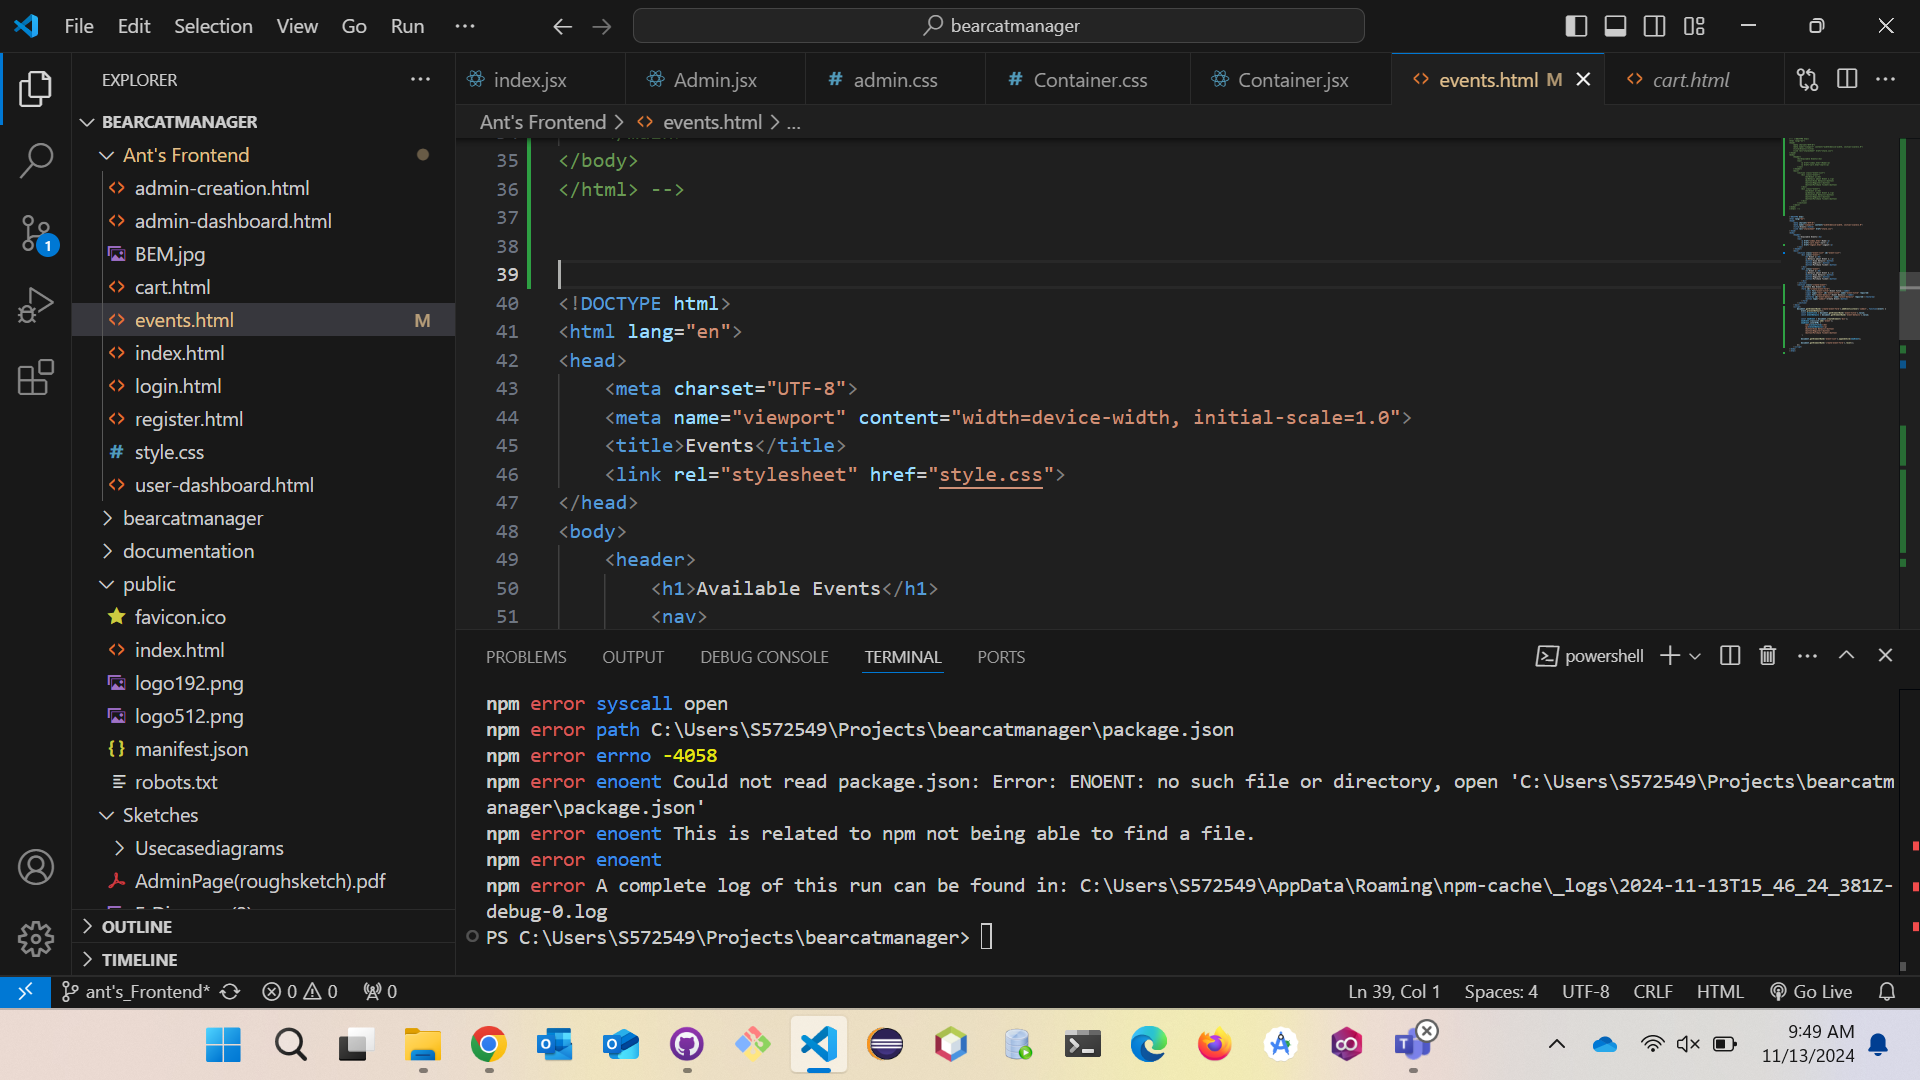 File Edit Selection View Go Run ...
bearcatmanager
EXPLORER
index.jsx
Admin.jsx
# admin.css
# Container.css
Container.jsx
<> events.html M
<> cart.html
BEARCATMANAGER
Ant's Frontend
<> admin-creation.html
<> admin-dashboard.html
BEM.jpg
<> cart.html
<> events.html M
<> index.html
<> login.html
<> register.html
# style.css
<> user-dashboard.html
bearcatmanager
documentation
public
favicon.ico
<> index.html
logo192.png
logo512.png
{} manifest.json
robots.txt
Sketches
Usecasediagrams
AdminPage(roughsketch).pdf
OUTLINE
TIMELINE
1
Ant's Frontend > <> events.html > ...
35 </body>
36 </html> -->
37
38
39
40 <!DOCTYPE html>
41 <html lang="en">
42 <head>
43 <meta charset="UTF-8">
44 <meta name="viewport" content="width=device-width, initial-scale=1.0">
45 <title>Events</title>
46 <link rel="stylesheet" href="style.css">
47 </head>
48 <body>
49 <header>
50 <h1>Available Events</h1>
51 <nav>
PROBLEMS OUTPUT DEBUG CONSOLE TERMINAL PORTS
powershell
npm error syscall open
npm error path C:\Users\S572549\Projects\bearcatmanager\package.json
npm error errno -4058
npm error enoent Could not read package.json: Error: ENOENT: no such file or directory, open 'C:\Users\S572549\Projects\bearcatm
anager\package.json'
npm error enoent This is related to npm not being able to find a file.
npm error enoent
npm error A complete log of this run can be found in: C:\Users\S572549\AppData\Roaming\npm-cache\_logs\2024-11-13T15_46_24_381Z-
debug-0.log
PS C:\Users\S572549\Projects\bearcatmanager>
ant's_Frontend* 0 0 0
Ln 39, Col 1 Spaces: 4 UTF-8 CRLF HTML Go Live
9:49 AM
11/13/2024